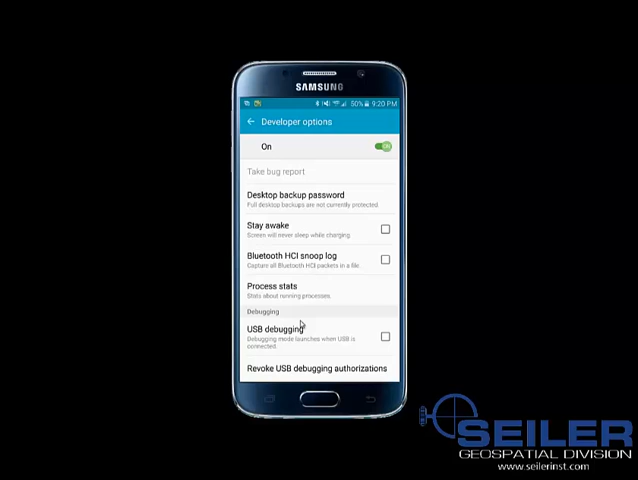 SAMSUNG
50% 9:20 PM
Developer options
On
ON
Take bug report
Desktop backup password
Full desktop backups are not currently protected.
Stay awake
Screen will never sleep while charging.
Bluetooth HCI snoop log
Capture all Bluetooth HCI packets in a file.
Process stats
Stats about running processes.
Debugging
USB debugging
Debugging mode launches when USB is
connected.
Revoke USB debugging authorizations
SEILER
GEOSPATIAL DIVISION
www.seilerinst.com